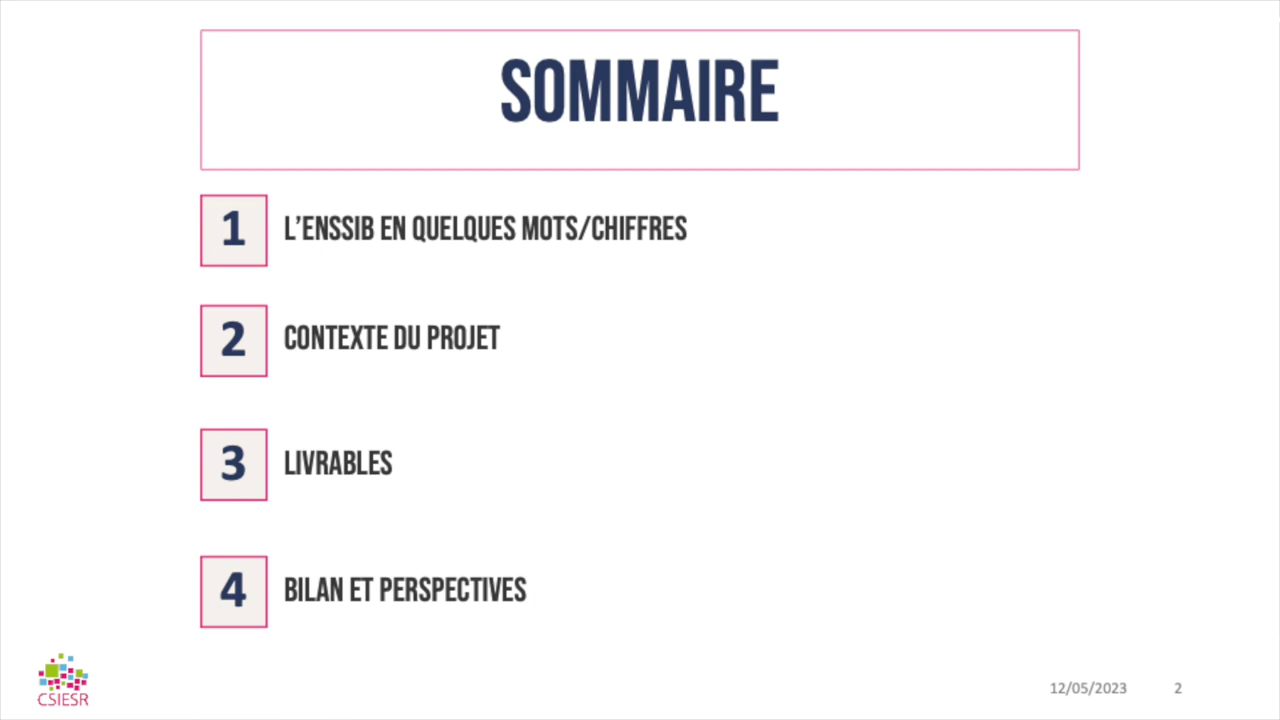 SOMMAIRE
1 L’ENSSIB EN QUELQUES MOTS/CHIFFRES
2 CONTEXTE DU PROJET
3 LIVRABLES
4 BILAN ET PERSPECTIVES
CSIESR
12/05/2023 2